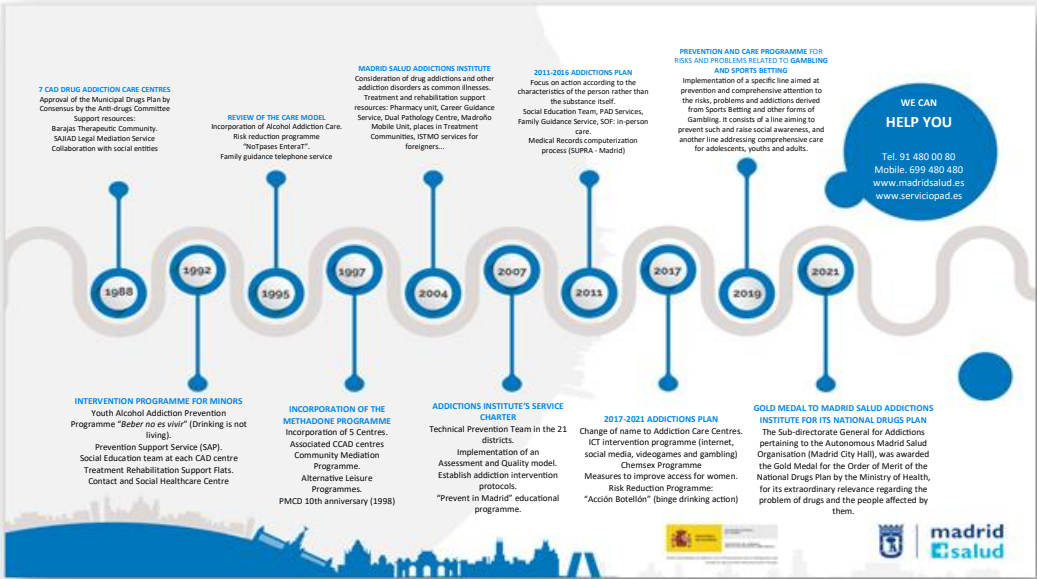 7 CAD DRUG ADDICTION CARE CENTRES
Approval of the Municipal Drugs Plan by
Consensus by the Anti-drugs Committee
Support resources:
Barajas Therapeutic Community.
SAJIAD Legal Mediation Service
Collaboration with social entities
REVIEW OF THE CARE MODEL
Incorporation of Alcohol Addiction Care.
Risk reduction programme
"NoTpases EnteraT".
Family guidance telephone service
MADRID SALUD ADDICTIONS INSTITUTE
Consideration of drug addictions and other
addiction disorders as common illnesses.
Treatment and rehabilitation support
resources: Pharmacy unit, Career Guidance
Service, Dual Pathology Centre, Madroño
Mobile Unit, places in Treatment
Communities, ISTMO services for
foreigners...
2011-2016 ADDICTIONS PLAN
Focus on action according to the
characteristics of the person rather than
the substance itself.
Social Education Team, PAD Services,
Family Guidance Service, SOF: in-person
care.
Medical Records computerization
process (SUPRA - Madrid)
PREVENTION AND CARE PROGRAMME FOR
RISKS AND PROBLEMS RELATED TO GAMBLING
AND SPORTS BETTING
Implementation of a specific line aimed at
prevention and comprehensive attention to
the risks, problems and addictions derived
from Sports Betting and other forms of
Gambling. It consists of a line aiming to
prevent such and raise social awareness, and
another line addressing comprehensive care
for adolescents, youths and adults.
WE CAN
HELP YOU
Tel. 91 480 00 80
Mobile. 699 480 480
www.madridsalud.es
www.serviciopad.es
1988
1992
1995
1997
2004
2007
2011
2017
2019
2021
INTERVENTION PROGRAMME FOR MINORS
Youth Alcohol Addiction Prevention
Programme "Beber no es vivir" (Drinking is not
living).
Prevention Support Service (SAP).
Social Education team at each CAD centre
Treatment Rehabilitation Support Flats.
Contact and Social Healthcare Centre
INCORPORATION OF THE
METHADONE PROGRAMME
Incorporation of 5 Centres.
Associated CCAD centres
Community Mediation
Programme.
Alternative Leisure
Programmes.
PMCD 10th anniversary (1998)
ADDICTIONS INSTITUTE'S SERVICE
CHARTER
Technical Prevention Team in the 21
districts.
Implementation of an
Assessment and Quality model.
Establish addiction intervention
protocols.
"Prevent in Madrid" educational
programme.
2017-2021 ADDICTIONS PLAN
Change of name to Addiction Care Centres.
ICT intervention programme (internet,
social media, videogames and gambling)
Chemsex Programme
Measures to improve access for women.
Risk Reduction Programme:
"Acción Botellón" (binge drinking action)
GOLD MEDAL TO MADRID SALUD ADDICTIONS
INSTITUTE FOR ITS NATIONAL DRUGS PLAN
The Sub-directorate General for Addictions
pertaining to the Autonomous Madrid Salud
Organisation (Madrid City Hall), was awarded
the Gold Medal for the Order of Merit of the
National Drugs Plan by the Ministry of Health,
for its extraordinary relevance regarding the
problem of drugs and the people affected by
them.
madrid
salud